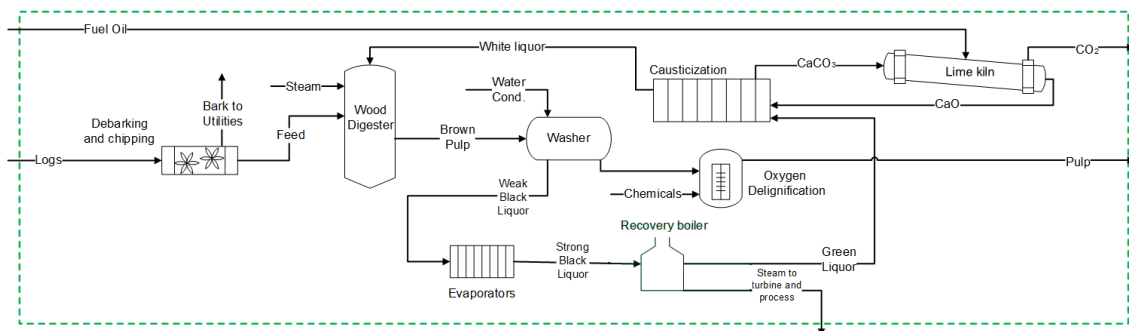 Fuel Oil
White liquor
CO₂
CaCO₃
Lime kiln
Causticization
Steam
Water
Cond.
CaO
Bark to
Utilities
Wood
Digester
Debarking
and chipping
Feed
Brown
Pulp
Washer
Logs
Pulp
Oxygen
Delignification
Chemicals
Weak
Black
Liquor
Recovery boiler
Strong
Black
Liquor
Green
Liquor
Steam to
turbine and
process
Evaporators